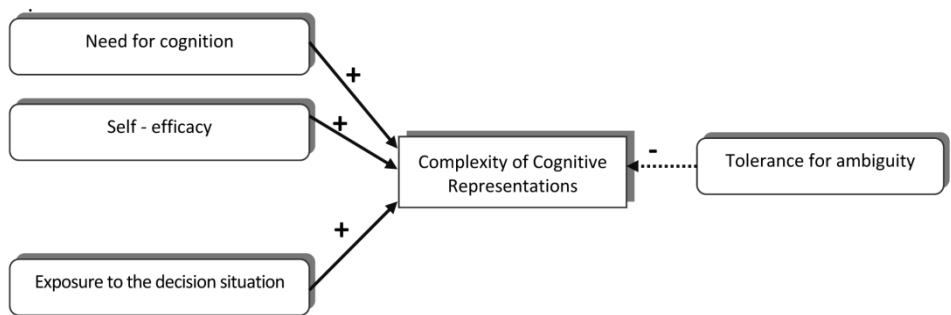 Need for cognition
+
Self - efficacy
+
Complexity of Cognitive
Representations
-
Tolerance for ambiguity
+
Exposure to the decision situation